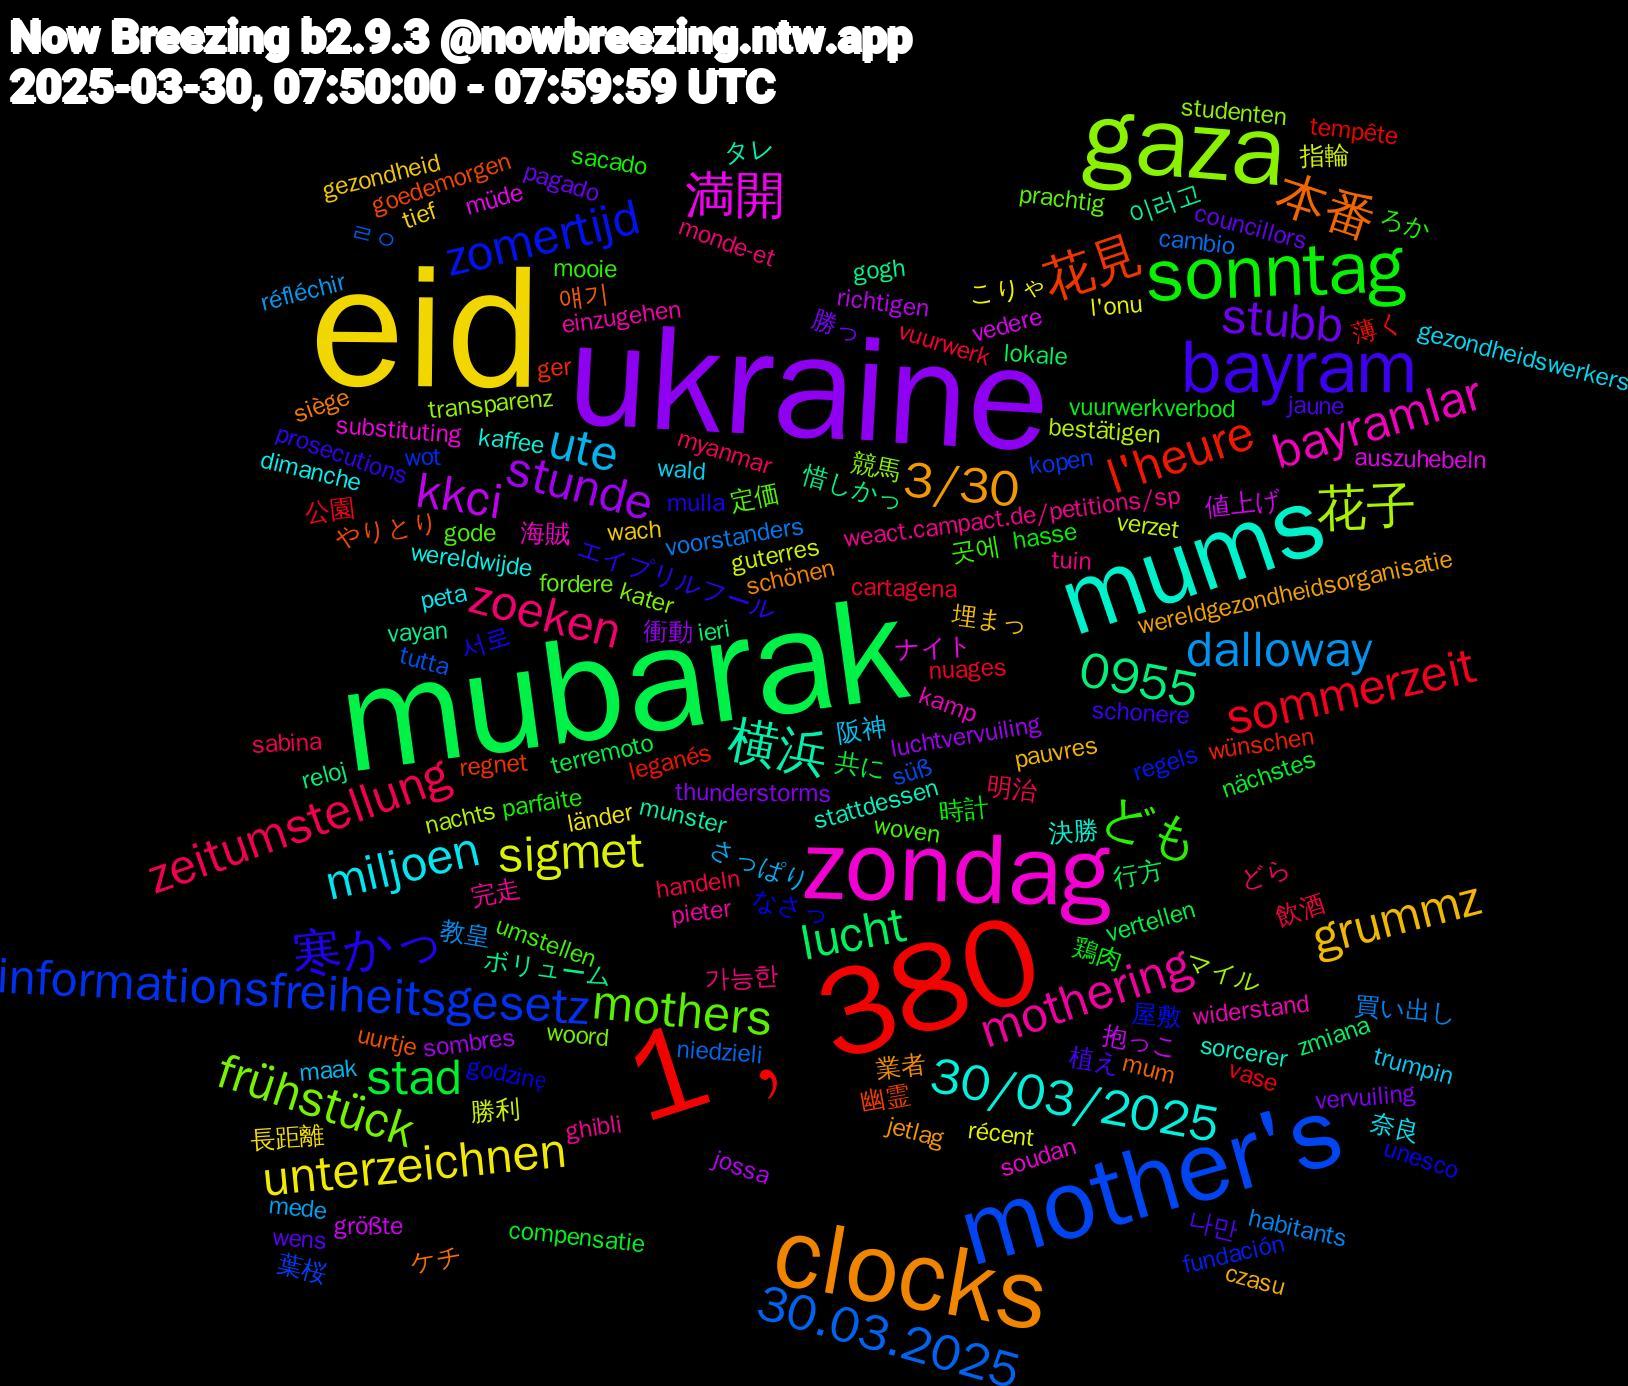 Now Breezing b2.9.3 @nowbreezing.ntw.app
2025-03-30, 07:50:00 - 07:59:59 UTC
gaza
studenten
tempête
指輪
タレ
本番
満開
sacado
gezondheid
goedemorgen
müde
tief
pagado
이러고
councillors
prachtig
ろか
zomertijd
ㄹㅇ
monde-et
cambio
花見
sonntag
mooie
gogh
réfléchir
얘기
einzugehen
richtigen
こりゃ
l'onu
eid
ukraine
勝っ
vedere
stubb
薄く
vuurwerk
bayram
gezondheidswerkers
ger
lokale
siège
transparenz
vuurwerkverbod
jaune
substituting
bayramlar
kaffee
ute
bestätigen
prosecutions
wot
myanmar
l'heure
dimanche
kkci
stunde
競馬
kopen
auszuhebeln
wald
3/30
花子
惜しかっ
公園
mulla
定価
値上げ
やりとり
海賊
weact.campact.de/petitions/sp
mums
gode
wach
voorstanders
verzet
곳에
hasse
wereldwijde
guterres
tuin
エイプリルフール
zoeken
schönen
cartagena
peta
fordere
kater
wereldgezondheidsorganisatie
서로
mubarak
衝動
ieri
ナイト
dalloway
埋まっ
vayan
0955
tutta
nuages
kamp
schonere
나만
sommerzeit
阪神
横浜
sabina
luchtvervuiling
soudan
pauvres
regnet
terremoto
共に
wünschen
reloj
leganés
regels
zeitumstellung
thunderstorms
süß
nächstes
munster
stattdessen
明治
parfaite
時計
nachts
länder
決勝
woven
さっぱり
sigmet
miljoen
ども
zondag
どら
行方
handeln
完走
飲酒
pieter
なさっ
vertellen
grummz
教皇
lucht
umstellen
鶏肉
ボリューム
マイル
informationsfreiheitsgesetz
寒かっ
가능한
mothering
380
mothers
widerstand
屋敷
買い出し
woord
uurtje
抱っこ
zmiana
sombres
niedzieli
sorcerer
植え
maak
業者
trumpin
frühstück
stad
godzinę
1，
30/03/2025
mum
vase
幽霊
vervuiling
勝利
奈良
mother's
長距離
ghibli
récent
jetlag
unterzeichnen
jossa
unesco
mede
größte
habitants
wens
compensatie
clocks
fundación
ケチ
葉桜
czasu
30.03.2025